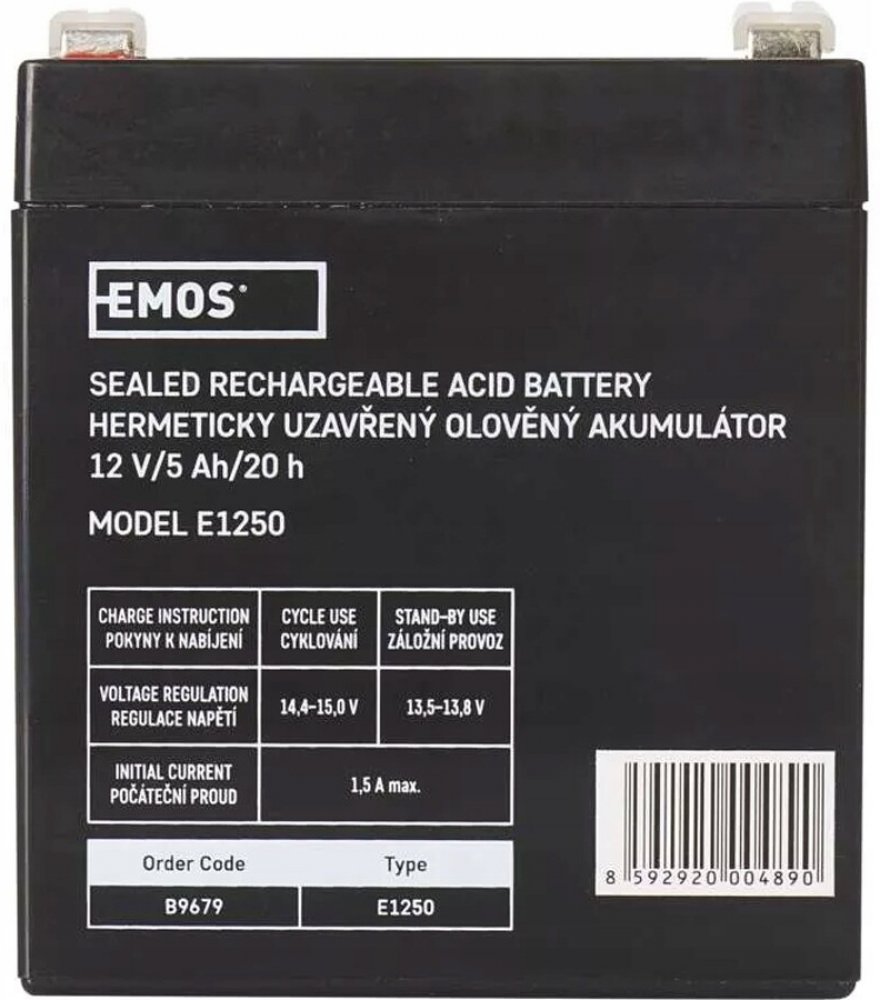 EMOS®
SEALED RECHARGEABLE ACID BATTERY
HERMETICKY UZAVŘENÝ OLOVĚNÝ AKUMULÁTOR
12 V/5 Ah/20 h
MODEL E1250
CHARGE INSTRUCTION
POKYNY K NABÍJENÍ
CYCLE USE
CYKLOVÁNÍ
STAND-BY USE
ZÁLOŽNÍ PROVOZ
VOLTAGE REGULATION
REGULACE NAPĚTÍ
14,4-15,0 V
13,5-13,8 V
INITIAL CURRENT
POČÁTEČNÍ PROUD
1,5 A max.
Order Code
Type
B9679
E1250
8 592920 004890